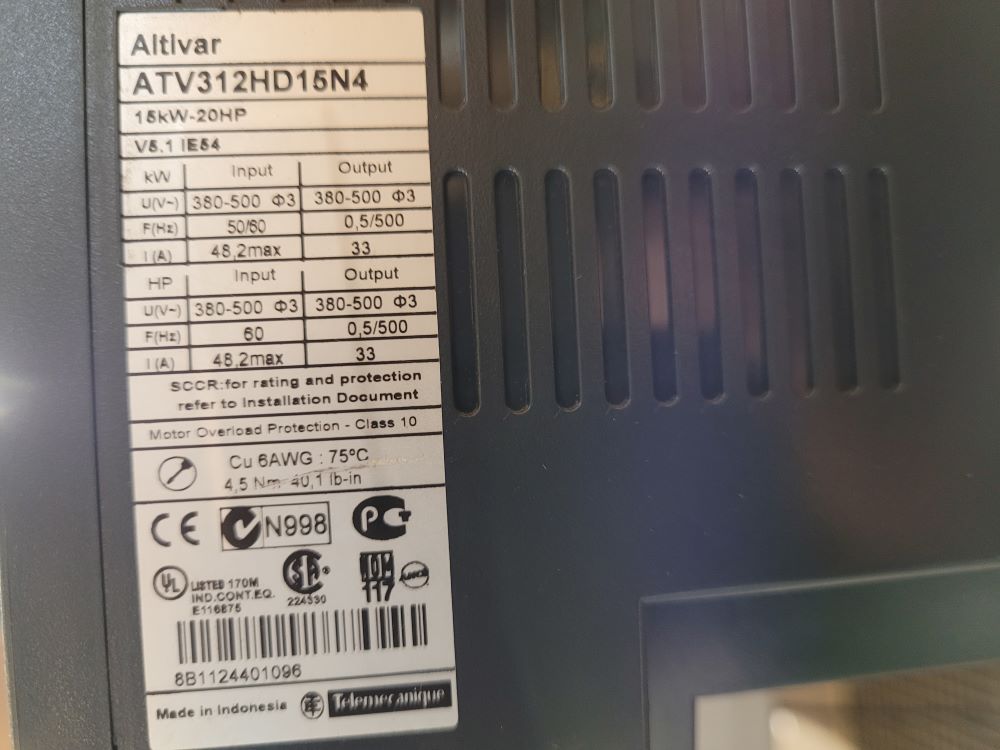 Altivar
ATV312HD15N4
15kW-20HP
V5.1 IE54
kW Input Output
U(V~) 380-500 Φ3 380-500 Φ3
F(Hz) 50/60 0,5/500
I (A) 48,2max 33
HP Input Output
U(V~) 380-500 Φ3 380-500 Φ3
F(Hz) 60 0,5/500
I (A) 48,2max 33
SCCR:for rating and protection
refer to Installation Document
Motor Overload Protection - Class 10
Cu 6AWG : 75°C
4,5 Nm 40,1 lb-in
CE N998 PCT
UL LISTED 170M
IND.CONT.EQ.
E116875
SA ®
224330
117
8B1124401096
Made in Indonesia TE Telemecanique